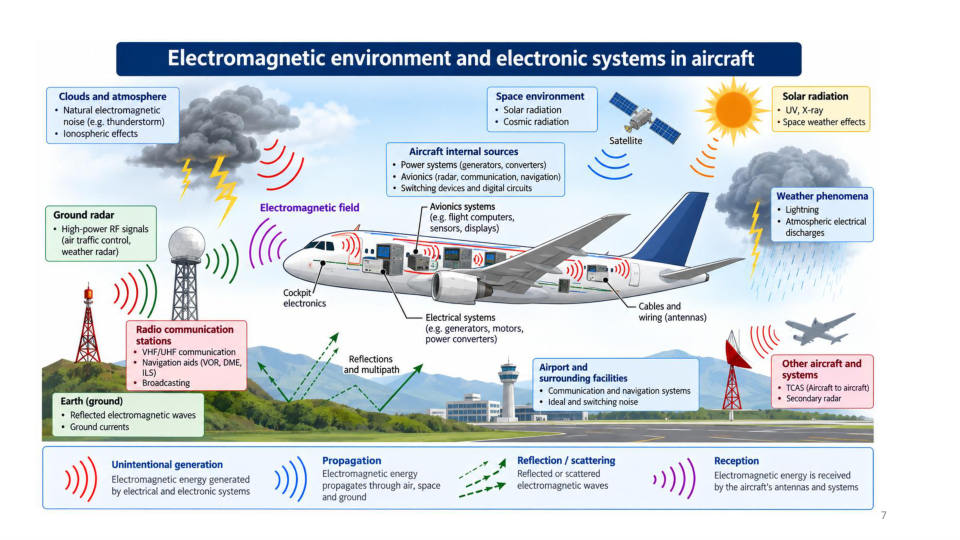 Electromagnetic environment and electronic systems in aircraft
Clouds and atmosphere
• Natural electromagnetic
noise (e.g. thunderstorm)
• Ionospheric effects
Space environment
• Solar radiation
• Cosmic radiation
Satellite
Solar radiation
• UV, X-ray
• Space weather effects
Aircraft internal sources
• Power systems (generators, converters)
• Avionics (radar, communication, navigation)
• Switching devices and digital circuits
Weather phenomena
• Lightning
• Atmospheric electrical
discharges
Ground radar
• High-power RF signals
(air traffic control,
weather radar)
Electromagnetic field
Avionics systems
(e.g. flight computers,
sensors, displays)
Cockpit
electronics
Electrical systems
(e.g. generators, motors,
power converters)
Cables and
wiring (antennas)
Radio communication
stations
• VHF/UHF communication
• Navigation aids (VOR, DME,
ILS)
• Broadcasting
Reflections
and multipath
Airport and
surrounding facilities
• Communication and navigation systems
• Ideal and switching noise
Other aircraft and
systems
• TCAS (Aircraft to aircraft)
• Secondary radar
Earth (ground)
• Reflected electromagnetic waves
• Ground currents
Unintentional generation
Electromagnetic energy generated
by electrical and electronic systems
Propagation
Electromagnetic energy
propagates through air, space
and ground
Reflection / scattering
Reflected or scattered
electromagnetic waves
Reception
Electromagnetic energy is received
by the aircraft's antennas and systems
7